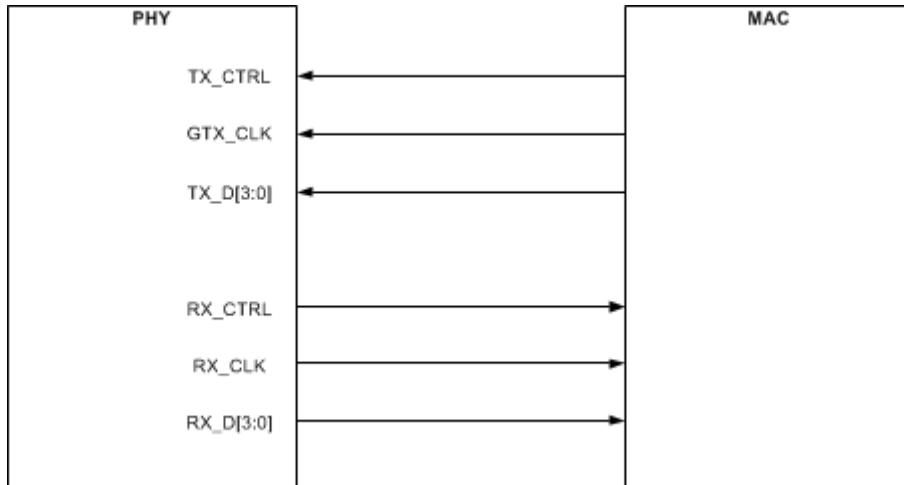 PHY
MAC
TX_CTRL
GTX_CLK
TX_D[3:0]
RX_CTRL
RX_CLK
RX_D[3:0]